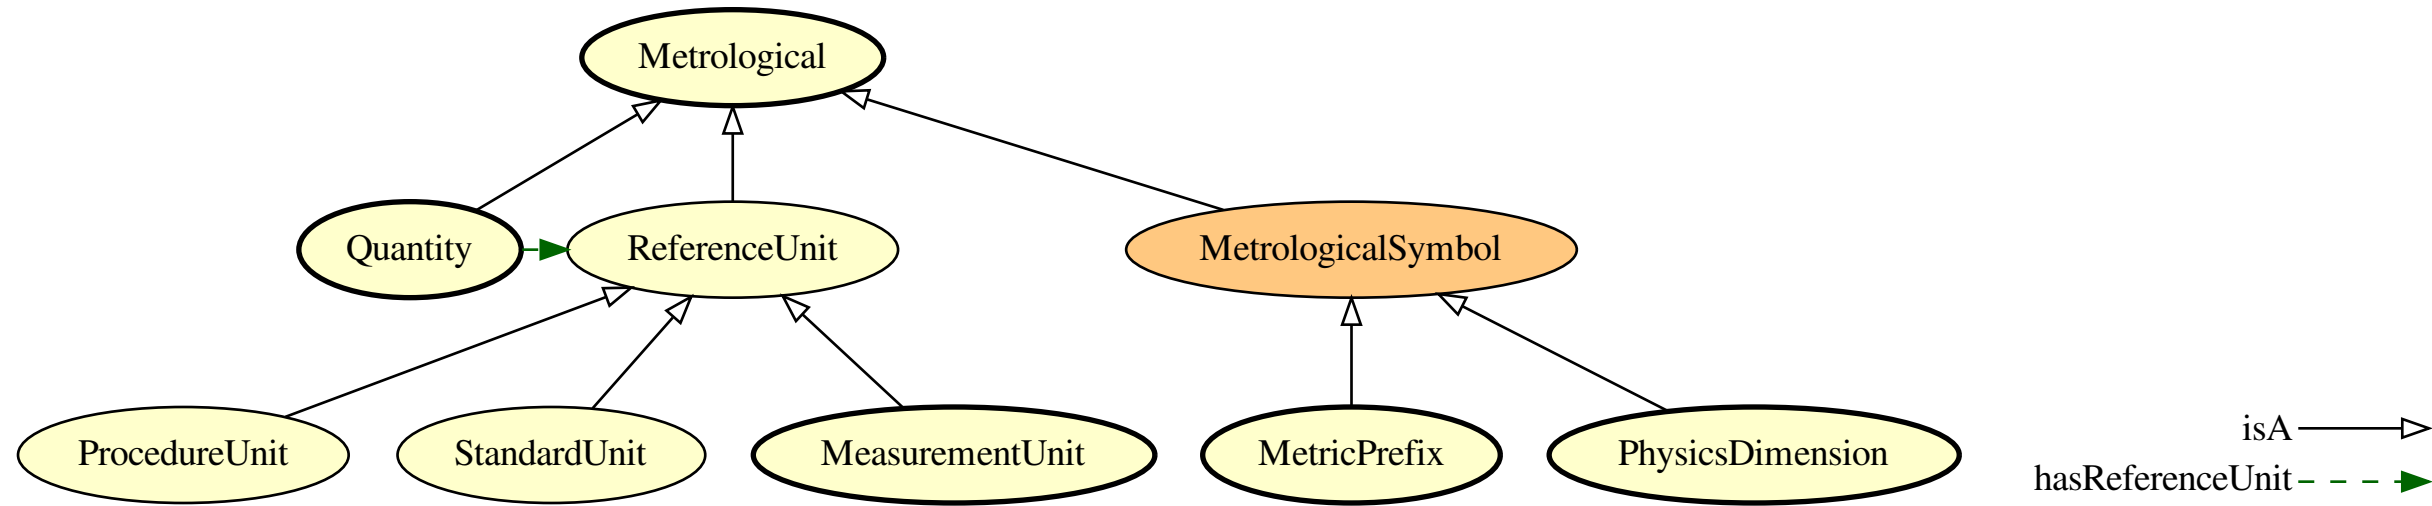 Metrological
Quantity
ReferenceUnit
MetrologicalSymbol
ProcedureUnit
StandardUnit
MeasurementUnit
MetricPrefix
PhysicsDimension
isA
hasReferenceUnit